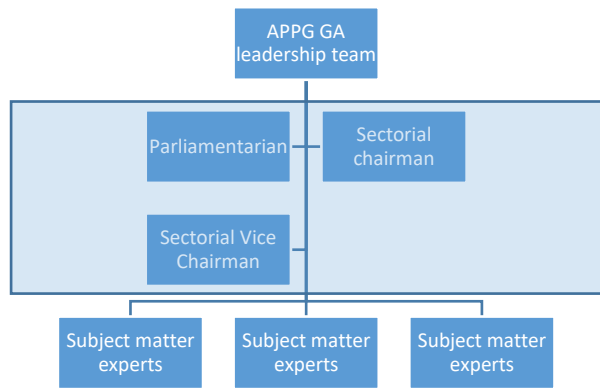 APPG GA
leadership team
Parliamentarian
Sectorial
chairman
Sectorial Vice
Chairman
Subject matter
experts
Subject matter
experts
Subject matter
experts